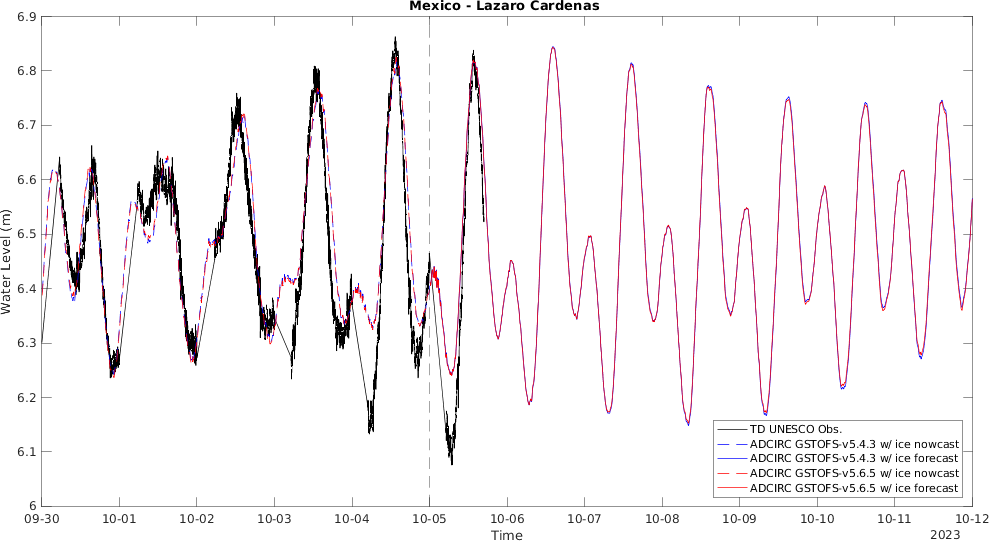 Mexico - Lazaro Cardenas
6.9
6.8
6.7
6.6
6.5
6.4
6.3
6.2
6.1
6
Water Level (m)
TD UNESCO Obs.
ADCIRC GSTOFS-v5.4.3 w/ ice nowcast
ADCIRC GSTOFS-v5.4.3 w/ ice forecast
ADCIRC GSTOFS-v5.6.5 w/ ice nowcast
ADCIRC GSTOFS-v5.6.5 w/ ice forecast
09-30 10-01 10-02 10-03 10-04 10-05 10-06 10-07 10-08 10-09 10-10 10-11 10-12
Time
2023